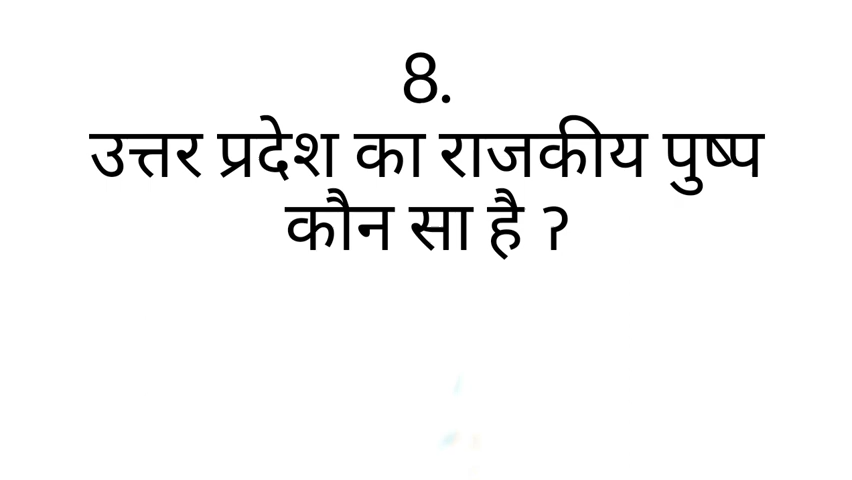 8.
उत्तर प्रदेश का राजकीय पुष्प
कौन सा है ?